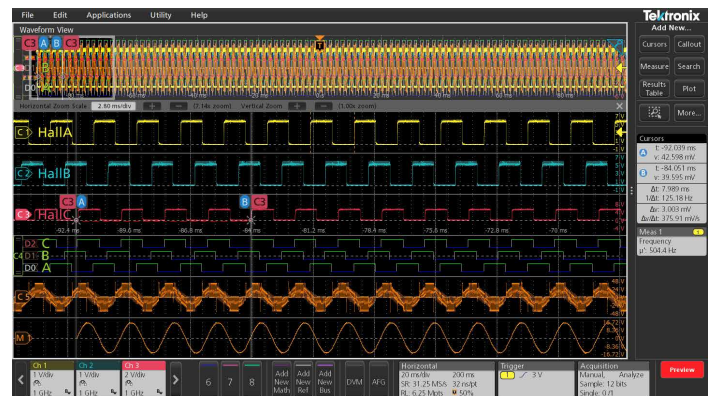 File Edit Applications Utility Help
Tektronix
Waveform View
Add New...
C3 A B C3
T
Cursors Callout
Measure Search
Results Table Plot
More...
B
D0 A
Horizontal Zoom Scale 2.80 ms/div (7.14x zoom) Vertical Zoom (1.00x zoom)
C1 HallA
C2 HallB
C3 HallC
C3 A B C3
-92.4 ms -89.6 ms -86.8 ms -84 ms -81.2 ms -78.4 ms -75.6 ms -72.8 ms -70 ms
D2 C
C4 D1 B
D0 A
C5
M1
Cursors
A t: -92.039 ms
v: 42.598 mV
B t: -84.051 ms
v: 39.595 mV
Δt: 7.989 ms
1/Δt: 125.18 Hz
Δv: 3.003 mV
Δv/Δt: 375.91 mV/s
Meas 1 1
Frequency
µ': 504.4 Hz
Ch 1
1 V/div
1 GHz
Ch 2
1 V/div
1 GHz
Ch 3
2 V/div
1 GHz
6 7 8
Add New Math
Add New Ref
Add New Bus
DVM AFG
Horizontal
20 ms/div 200 ms
SR: 31.25 MS/s 32 ns/pt
RL: 6.25 Mpts 50%
Trigger
1 3 V
Acquisition
Manual, Analyze
Sample: 12 bits
Single: 0/1
Preview